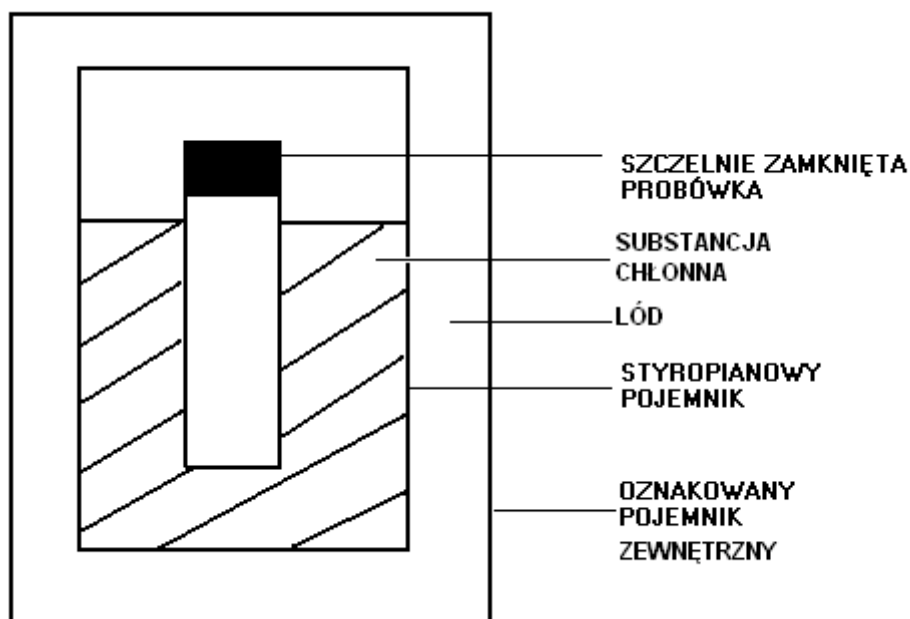 SZCZELNIE ZAMKNIĘTA
PROBÓWKA
SUBSTANCJA
CHŁONNA
LÓD
STYROPIANOWY
POJEMNIK
OZNAKOWANY
POJEMNIK
ZEWNĘTRZNY